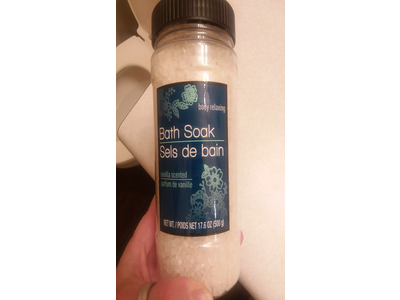 body relaxing
Bath Soak
Sels de bain
vanilla scented
parfum de vanille
NET WT. / POIDS NET 17.6 OZ (500 g)